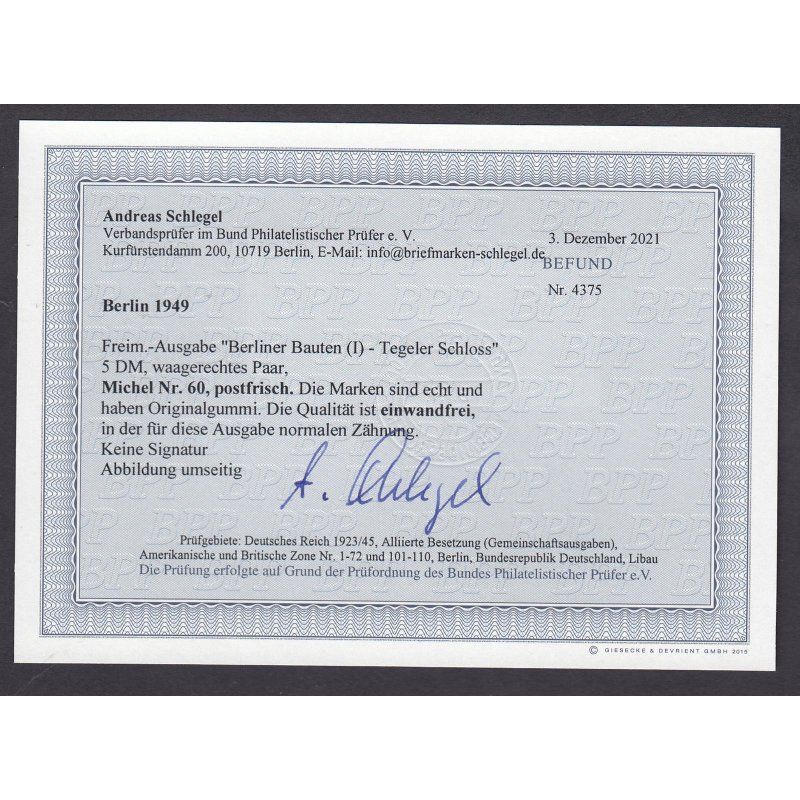 Andreas Schlegel
Verbandsprüfer im Bund Philatelistischer Prüfer e. V.
Kurfürstendamm 200, 10719 Berlin, E-Mail: info@briefmarken-schlegel.de
3. Dezember 2021
BEFUND
Nr. 4375
Berlin 1949
Freim.-Ausgabe "Berliner Bauten (I) - Tegeler Schloss"
5 DM, waagerechtes Paar,
Michel Nr. 60, postfrisch. Die Marken sind echt und
haben Originalgummi. Die Qualität ist einwandfrei,
in der für diese Ausgabe normalen Zähnung.
Keine Signatur
Abbildung umseitig
A. Schlegel
Prüfgebiete: Deutsches Reich 1923/45, Alliierte Besetzung (Gemeinschaftsausgaben),
Amerikanische und Britische Zone Nr. 1-72 und 101-110, Berlin, Bundesrepublik Deutschland, Libau
Die Prüfung erfolgte auf Grund der Prüfordnung des Bundes Philatelistischer Prüfer e.V.
© GIESECKE & DEVRIENT GMBH 2015